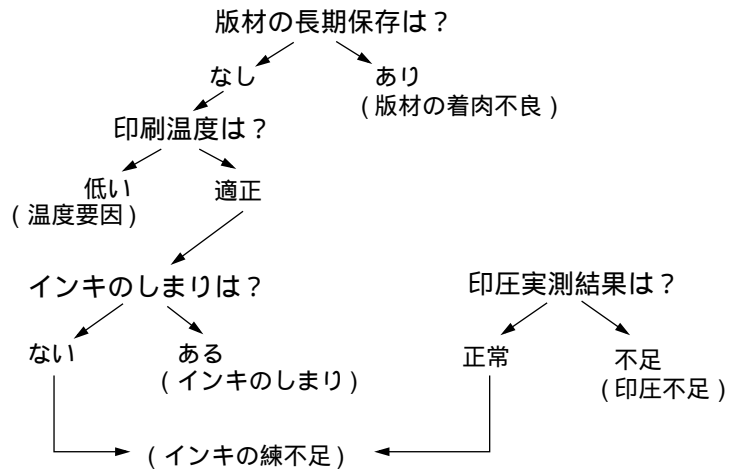 版材の長期保存は？
なし
あり
(版材の着肉不良)
印刷温度は？
低い
(温度要因)
適正
インキのしまりは？
印圧実測結果は？
ない
ある
(インキのしまり)
正常
不足
(印圧不足)
(インキの練不足)